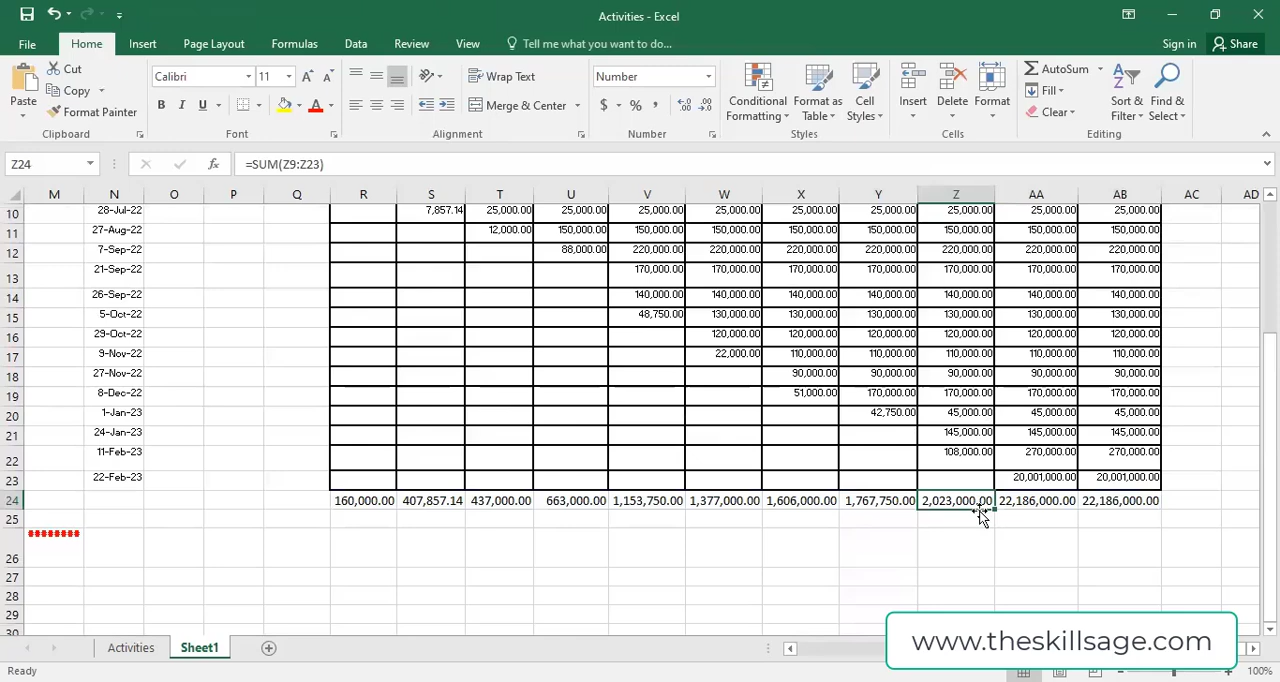 Activities - Excel
File Home Insert Page Layout Formulas Data Review View Tell me what you want to do... Sign in Share
Paste Cut Copy Format Painter
Calibri 11 B I U
Wrap Text Merge & Center
Number $ %
Conditional Formatting Format as Table Cell Styles
Insert Delete Format
AutoSum Fill Clear Sort & Filter Find & Select
Clipboard Font Alignment Number Styles Cells Editing
Z24 fx =SUM(Z9:Z23)
M N O P Q R S T U V W X Y Z AA AB AC AD
10 28-Jul-22 7,857.14 25,000.00 25,000.00 25,000.00 25,000.00 25,000.00 25,000.00 25,000.00 25,000.00 25,000.00
11 27-Aug-22 12,000.00 150,000.00 150,000.00 150,000.00 150,000.00 150,000.00 150,000.00 150,000.00 150,000.00
12 7-Sep-22 88,000.00 220,000.00 220,000.00 220,000.00 220,000.00 220,000.00 220,000.00 220,000.00
13 21-Sep-22 170,000.00 170,000.00 170,000.00 170,000.00 170,000.00 170,000.00 170,000.00
14 26-Sep-22 140,000.00 140,000.00 140,000.00 140,000.00 140,000.00 140,000.00 140,000.00
15 5-Oct-22 48,750.00 130,000.00 130,000.00 130,000.00 130,000.00 130,000.00 130,000.00
16 29-Oct-22 120,000.00 120,000.00 120,000.00 120,000.00 120,000.00 120,000.00
17 9-Nov-22 22,000.00 110,000.00 110,000.00 110,000.00 110,000.00 110,000.00
18 27-Nov-22 90,000.00 90,000.00 90,000.00 90,000.00 90,000.00
19 8-Dec-22 51,000.00 170,000.00 170,000.00 170,000.00 170,000.00
20 1-Jan-23 42,750.00 45,000.00 45,000.00 45,000.00
21 24-Jan-23 145,000.00 145,000.00 145,000.00
22 11-Feb-23 108,000.00 270,000.00 270,000.00
23 22-Feb-23 20,001,000.00 20,001,000.00
24 160,000.00 407,857.14 437,000.00 663,000.00 1,153,750.00 1,377,000.00 1,606,000.00 1,767,750.00 2,023,000.00 22,186,000.00 22,186,000.00
25
26 ********
27
28
29
30
www.theskillsage.com
Activities Sheet1
Ready 100%